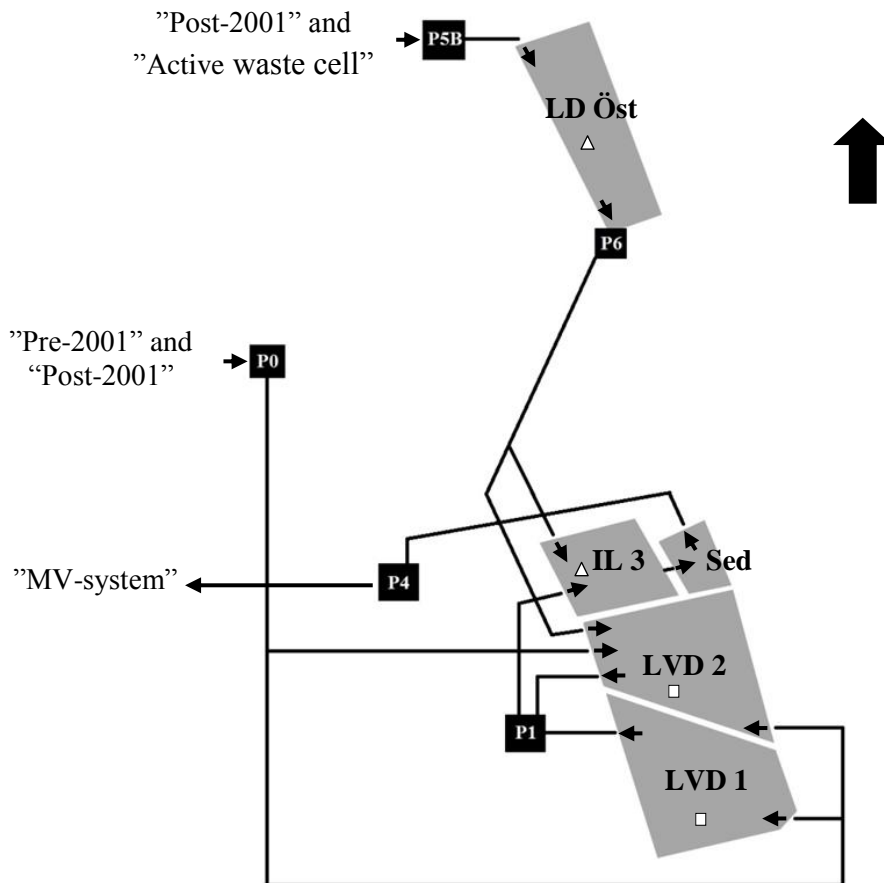 ”Post-2001” and
”Active waste cell”
P5B
LD Öst
P6
”Pre-2001” and
“Post-2001”
P0
IL 3
Sed
”MV-system”
P4
LVD 2
P1
LVD 1